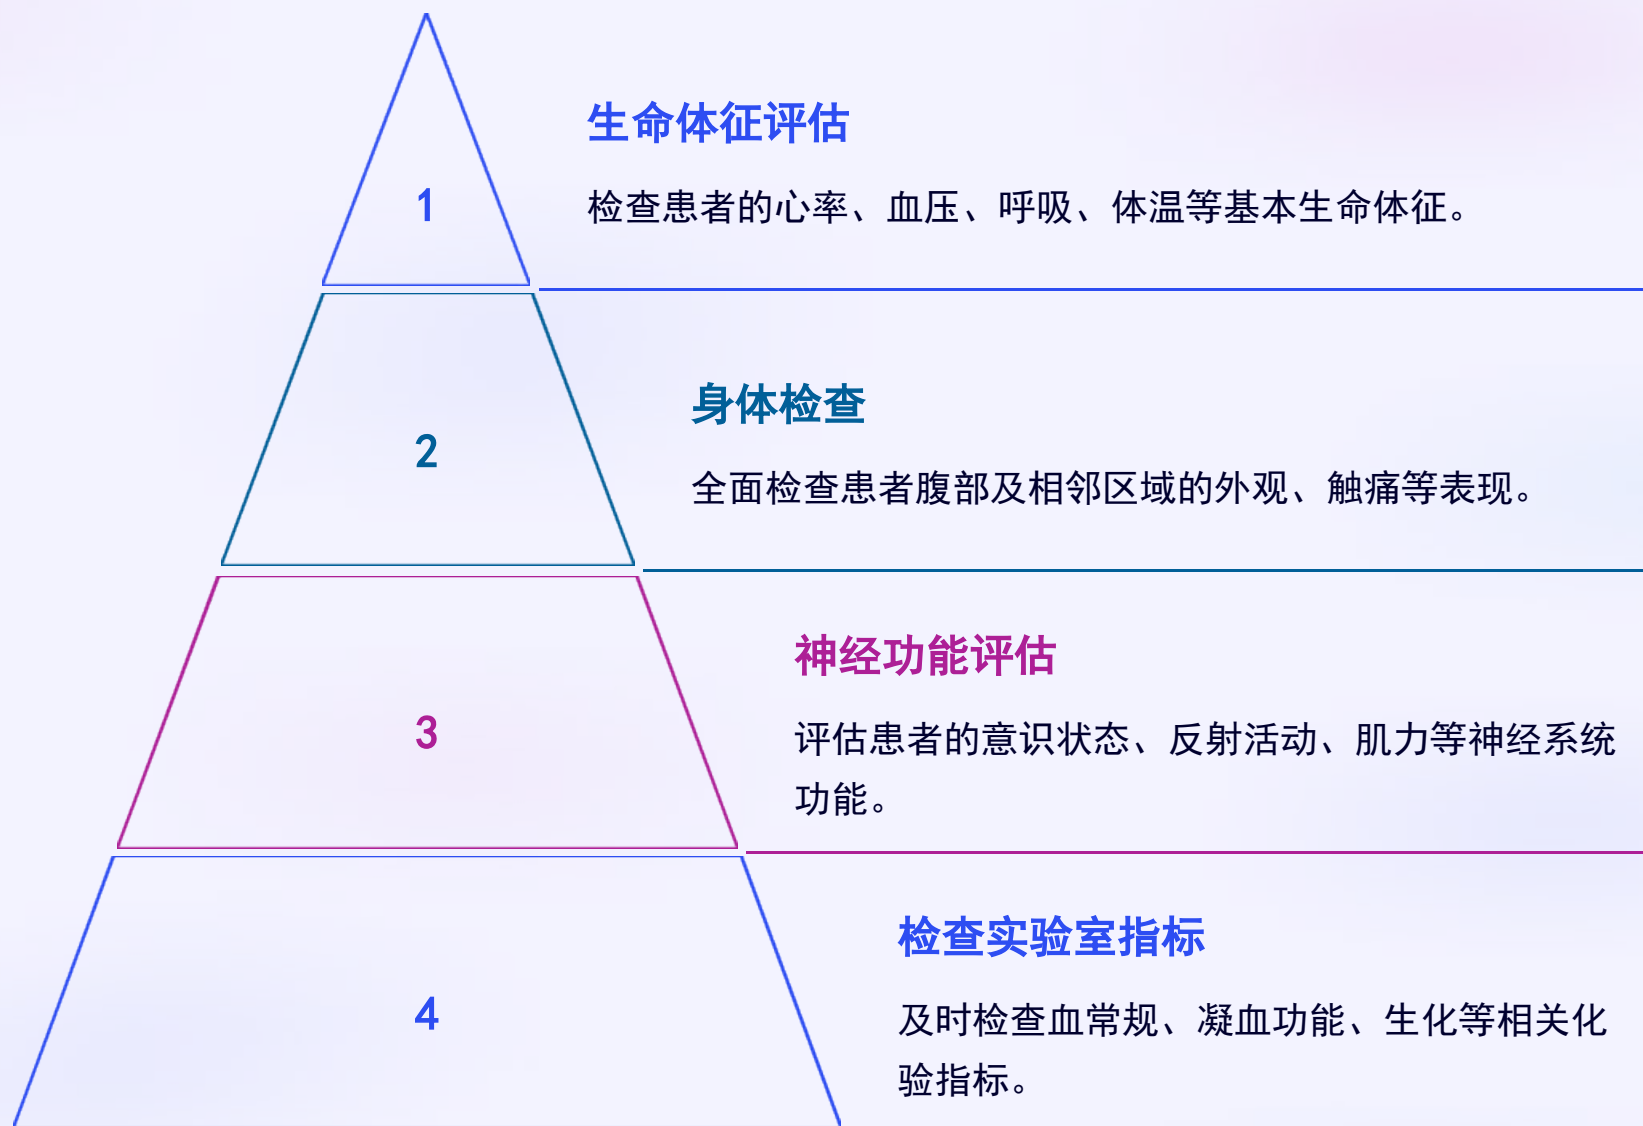 1
生命体征评估
检查患者的心率、血压、呼吸、体温等基本生命体征。
2
身体检查
全面检查患者腹部及相邻区域的外观、触痛等表现。
3
神经功能评估
评估患者的意识状态、反射活动、肌力等神经系统
功能。
4
检查实验室指标
及时检查血常规、凝血功能、生化等相关化
验指标。